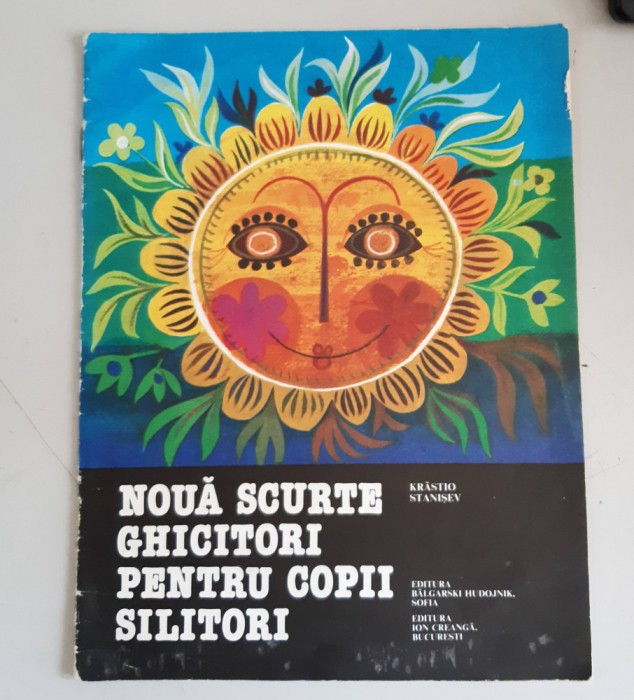 NOUĂ SCURTE
GHICITORI
PENTRU COPII
SILITORI
KRĂSTIO
STANIȘEV
EDITURA
BĂLGARSKI HUDOJNIK,
SOFIA
EDITURA
ION CREANGĂ,
BUCUREȘTI